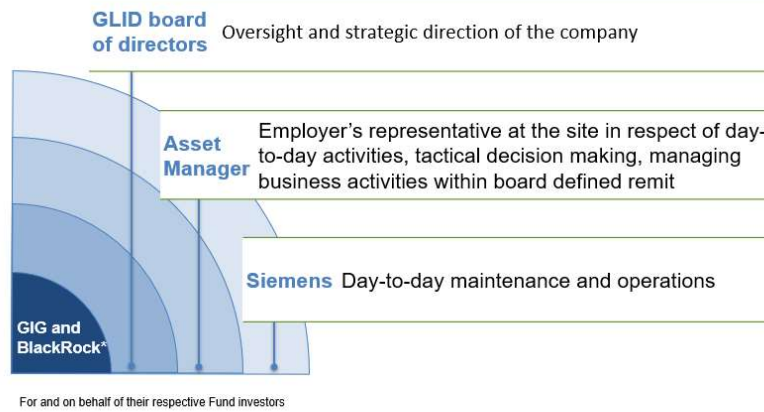 GLID board
of directors
Oversight and strategic direction of the company
Asset
Manager
Employer’s representative at the site in respect of day-
to-day activities, tactical decision making, managing
business activities within board defined remit
Siemens
Day-to-day maintenance and operations
GIG and
BlackRock*
For and on behalf of their respective Fund investors